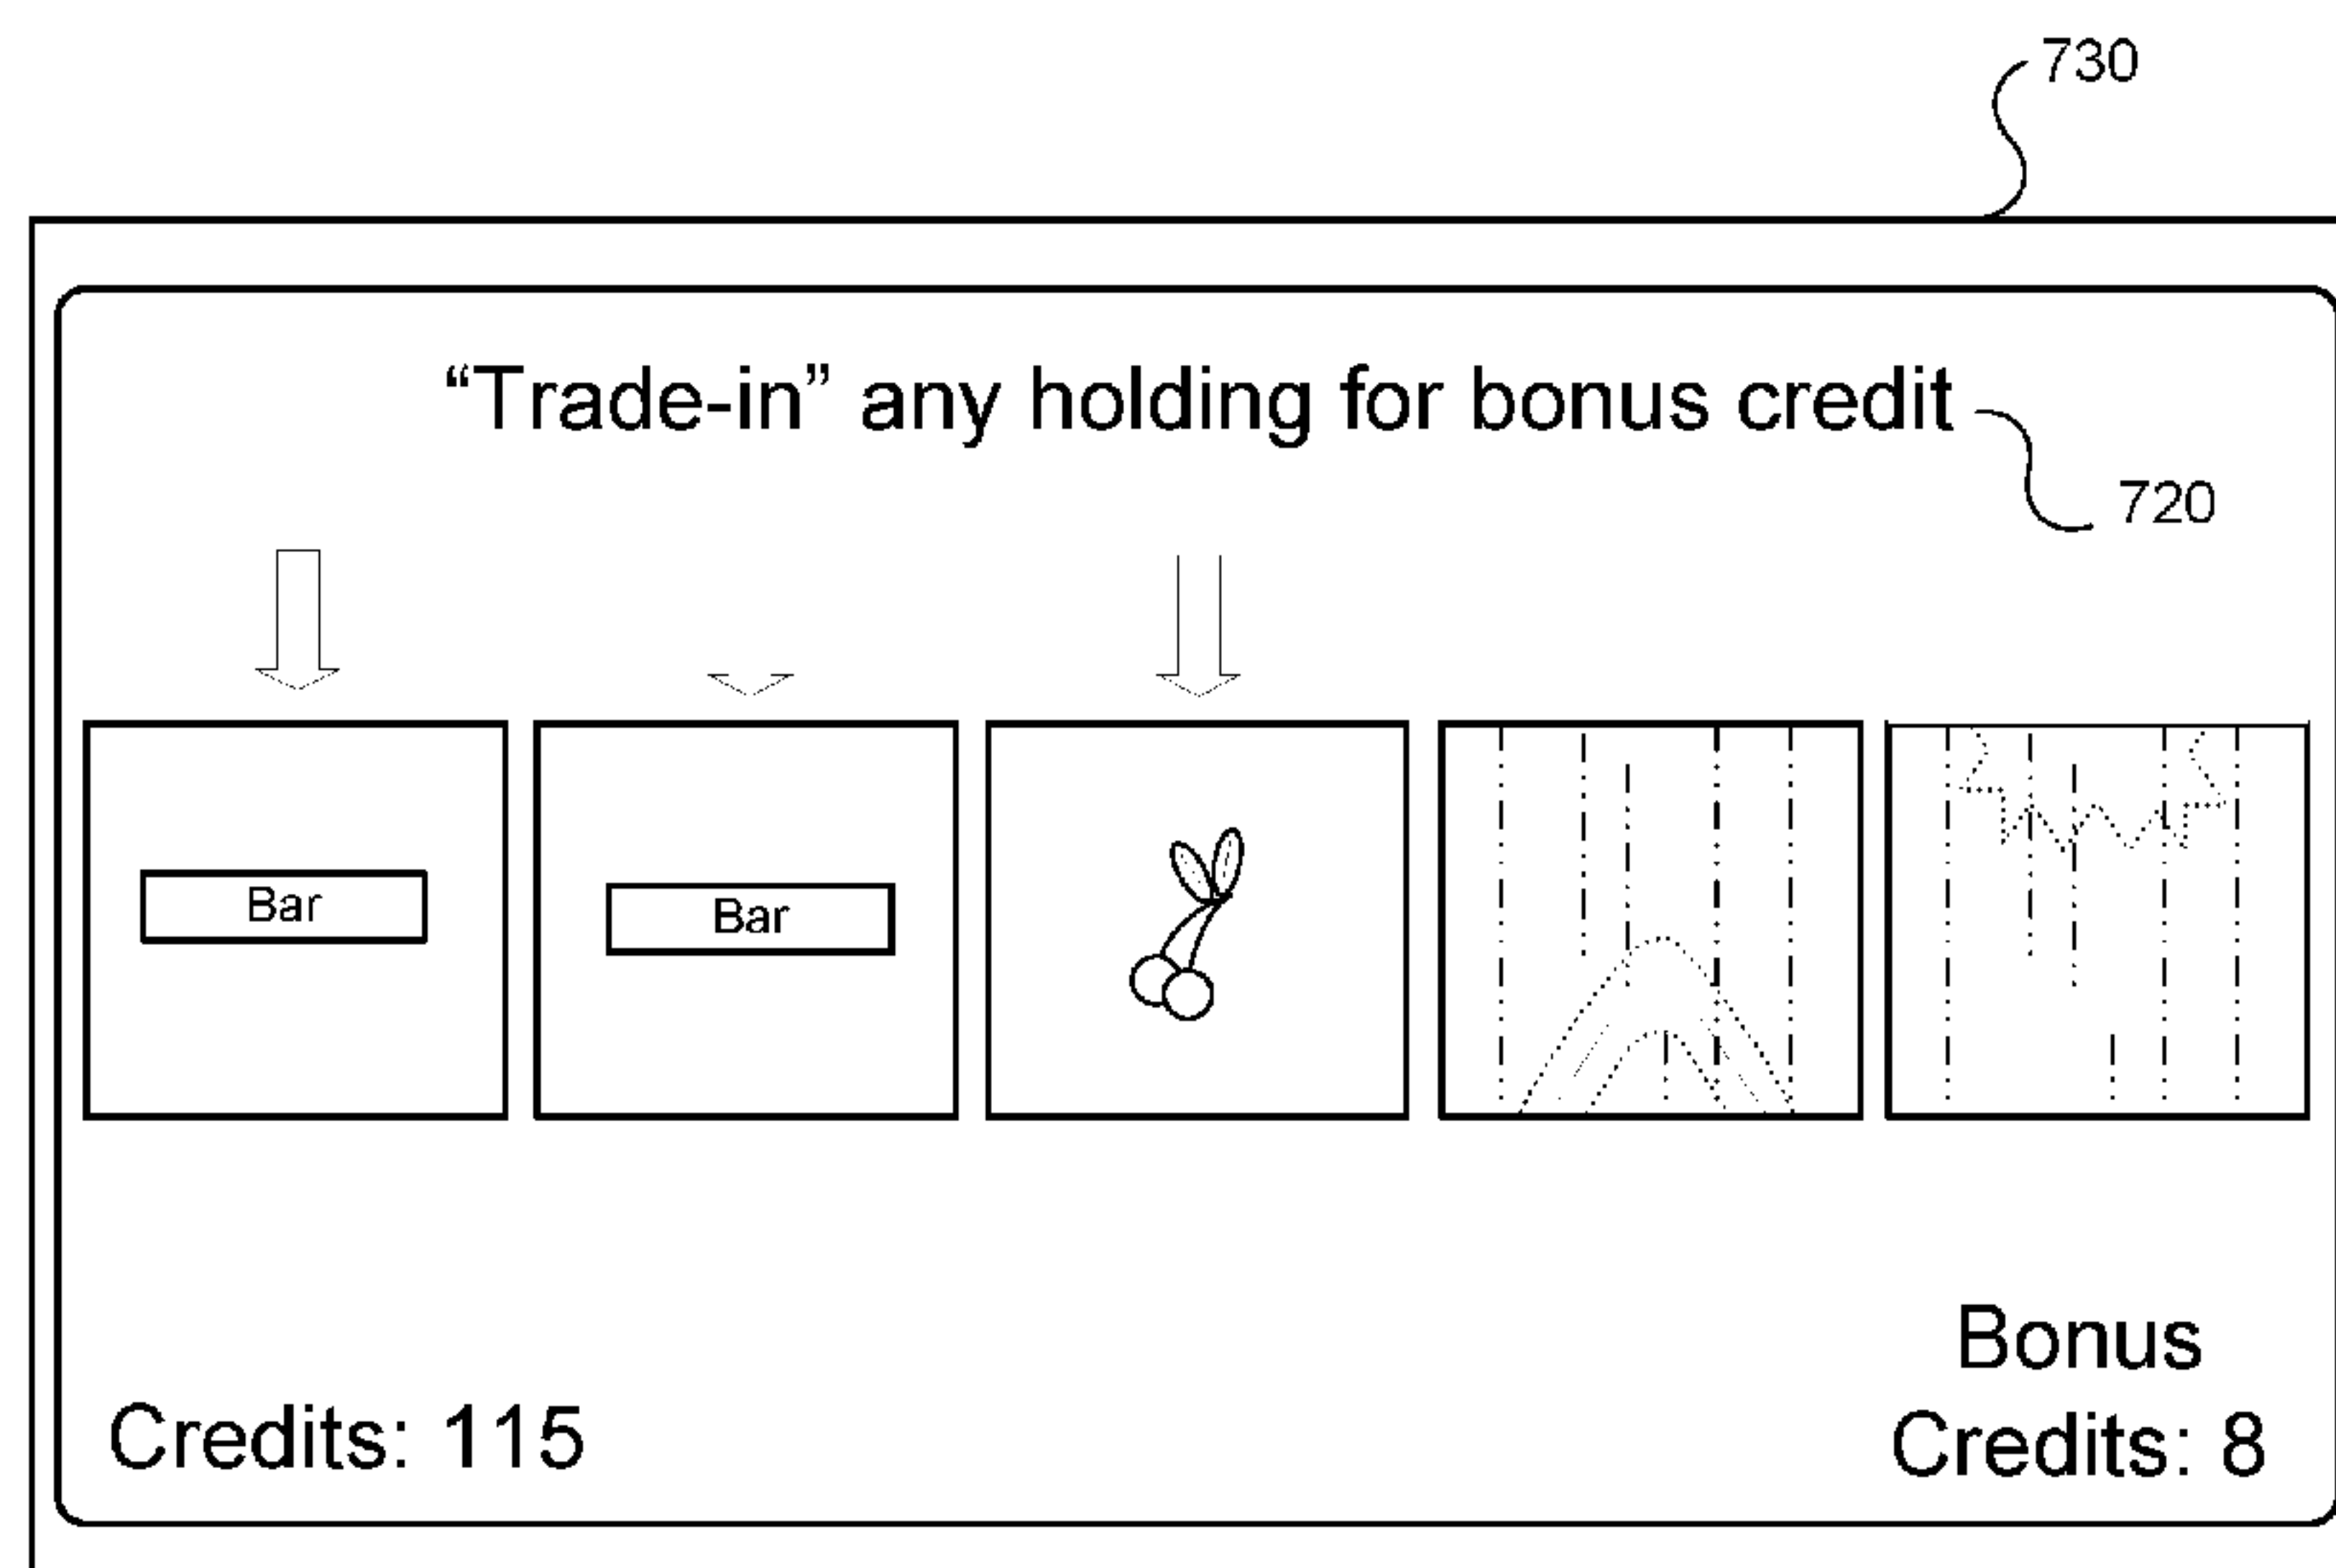 730
“Trade-in” any holding for bonus credit
720
Bar
Bar
Bonus
Credits: 115
Credits: 8